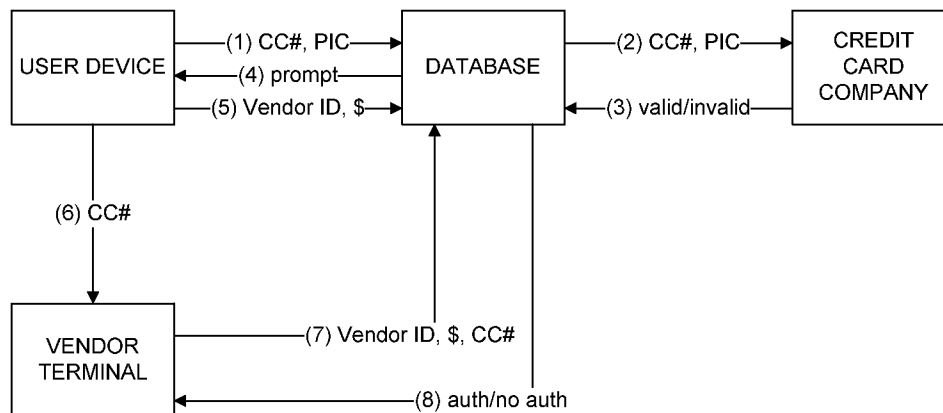 USER DEVICE
(1) CC#, PIC
(4) prompt
(5) Vendor ID, $
DATABASE
(2) CC#, PIC
(3) valid/invalid
CREDIT
CARD
COMPANY
(6) CC#
VENDOR
TERMINAL
(7) Vendor ID, $, CC#
(8) auth/no auth